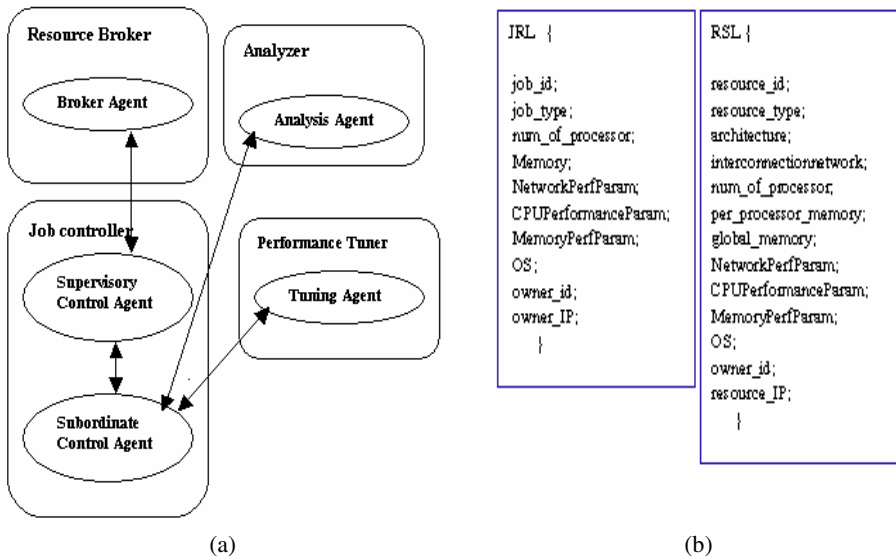 Resource Broker
Broker Agent
Analyzer
Analysis Agent
Job controller
Supervisory
Control Agent
Subordinate
Control Agent
Performance Tuner
Tuning Agent
(a)
JRL {
job_id;
job_type;
num_of_processor;
Memory;
NetworkPerfParam;
CPUPerformanceParam;
MemoryPerfParam;
OS;
owner_id;
owner_IP;
}
RSL {
resource_id;
resource_type;
architecture;
interconnectionnetwork;
num_of_processor;
per_processor_memory;
global_memory;
NetworkPerfParam;
CPUPerformanceParam;
MemoryPerfParam;
OS;
owner_id;
resource_IP;
}
(b)